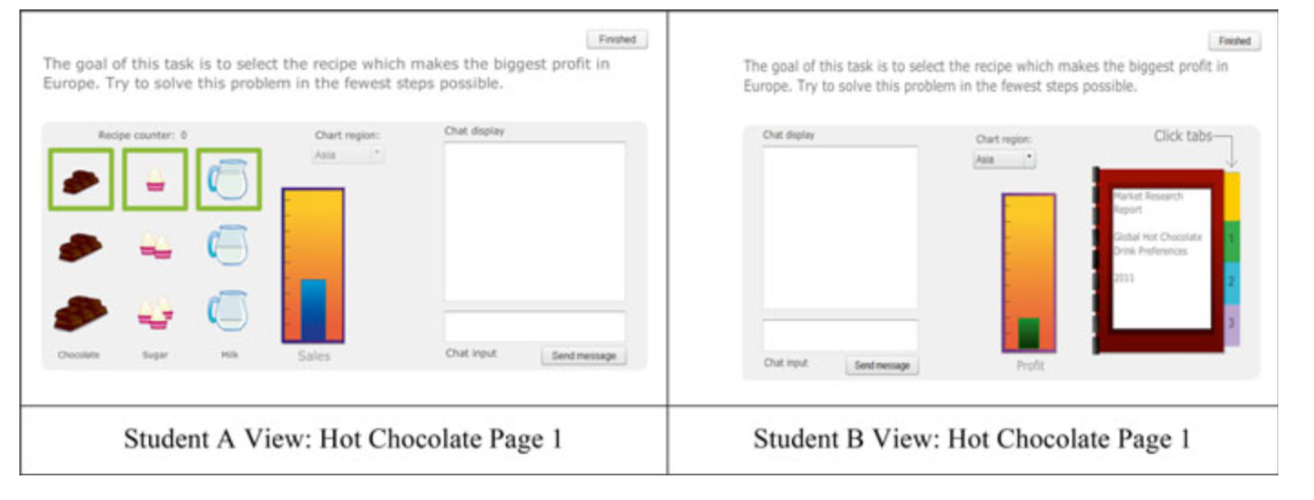 Finished
The goal of this task is to select the recipe which makes the biggest profit in
Europe. Try to solve this problem in the fewest steps possible.
Recipe counter: 0
Chart region:
Asia
Chat display
Chocolate
Sugar
Milk
Sales
Chat input
Send message
Student A View: Hot Chocolate Page 1
Finished
The goal of this task is to select the recipe which makes the biggest profit in
Europe. Try to solve this problem in the fewest steps possible.
Chat display
Chart region:
Asia
Click tabs
Market Research
Report
Global Hot Chocolate
Drink Preferences
2011
1
2
3
Chat input
Send message
Profit
Student B View: Hot Chocolate Page 1